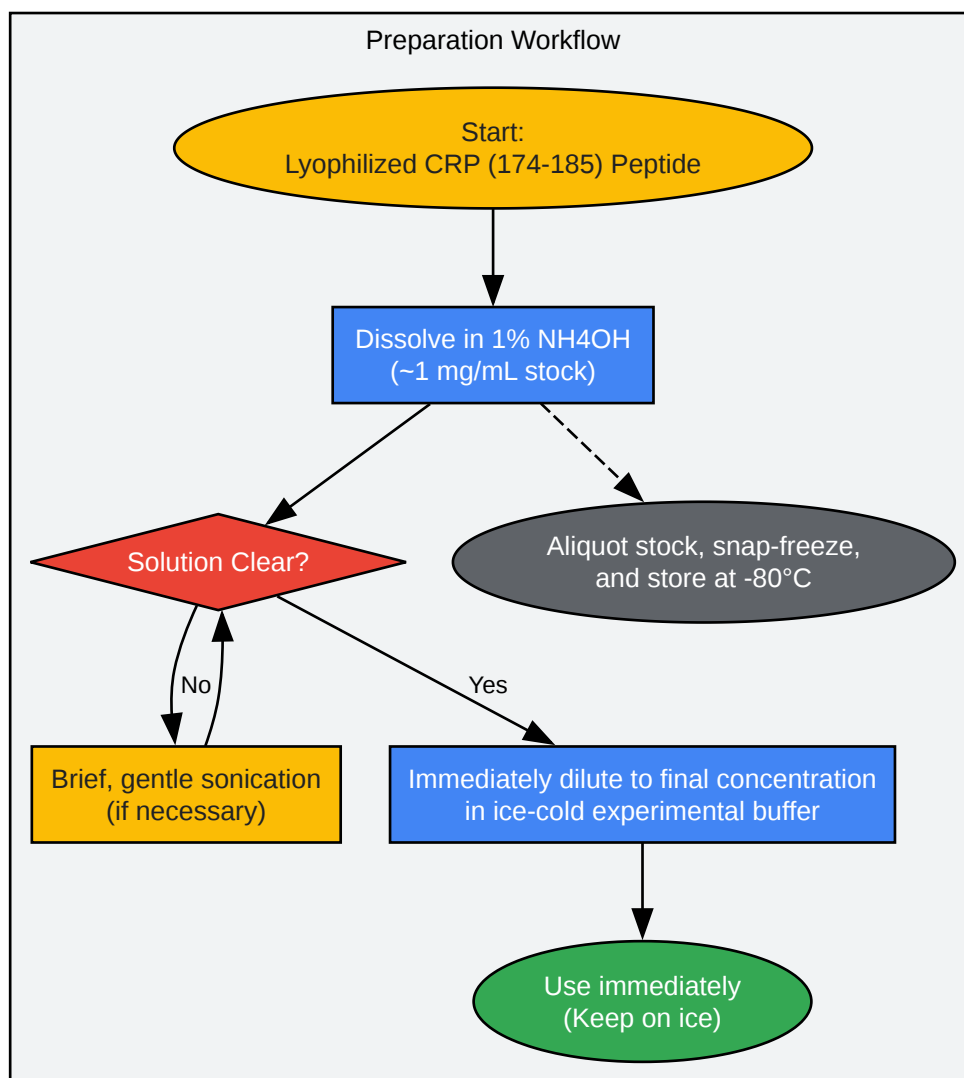 Preparation Workflow
Start:
Lyophilized CRP (174-185) Peptide
Dissolve in 1% NH4OH
(~1 mg/mL stock)
Solution Clear?
Aliquot stock, snap-freeze,
and store at -80°C
No
Yes
Brief, gentle sonication
(if necessary)
Immediately dilute to final concentration
in ice-cold experimental buffer
Use immediately
(Keep on ice)